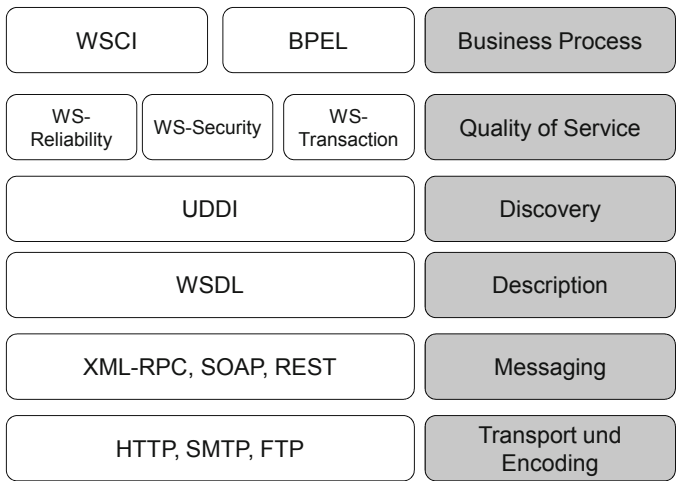 WSCI
BPEL
Business Process
WS-
Reliability
WS-Security
WS-
Transaction
Quality of Service
UDDI
Discovery
WSDL
Description
XML-RPC, SOAP, REST
Messaging
HTTP, SMTP, FTP
Transport und
Encoding